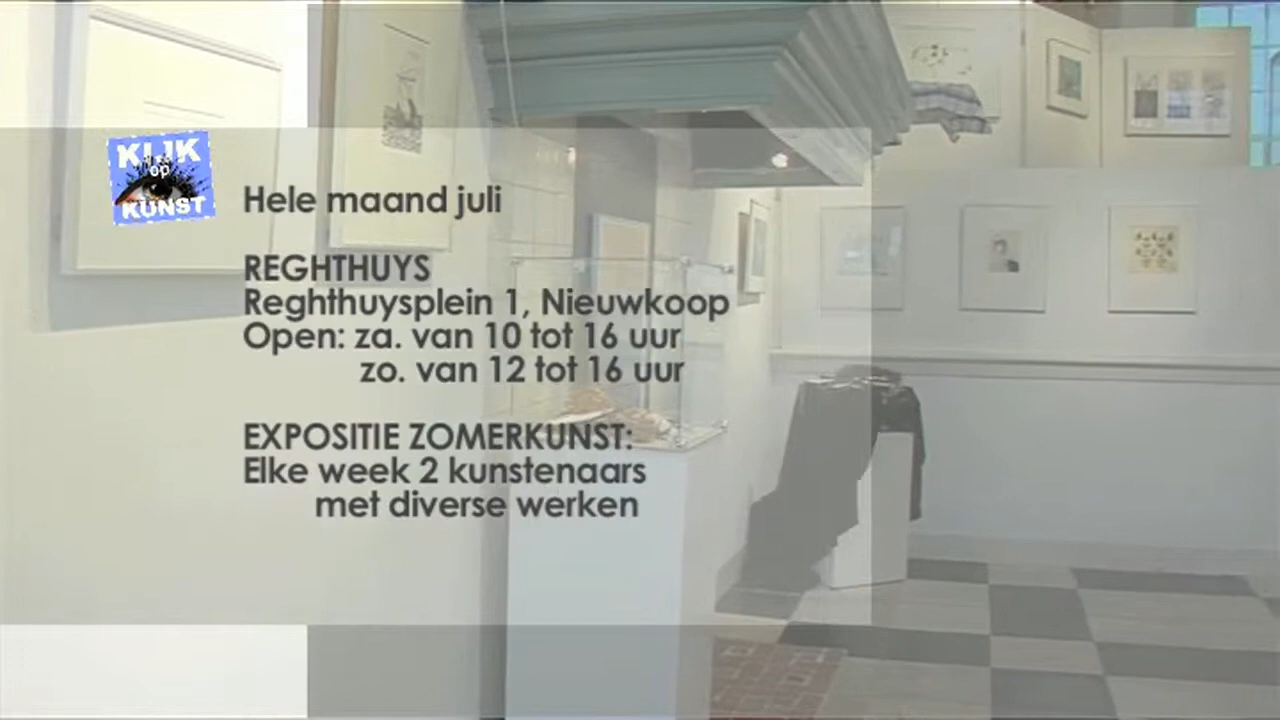 KIJK
op
KUNST
Hele maand juli
REGHTHUYS
Reghthuysplein 1, Nieuwkoop
Open: za. van 10 tot 16 uur
zo. van 12 tot 16 uur
EXPOSITIE ZOMERKUNST:
Elke week 2 kunstenaars
met diverse werken